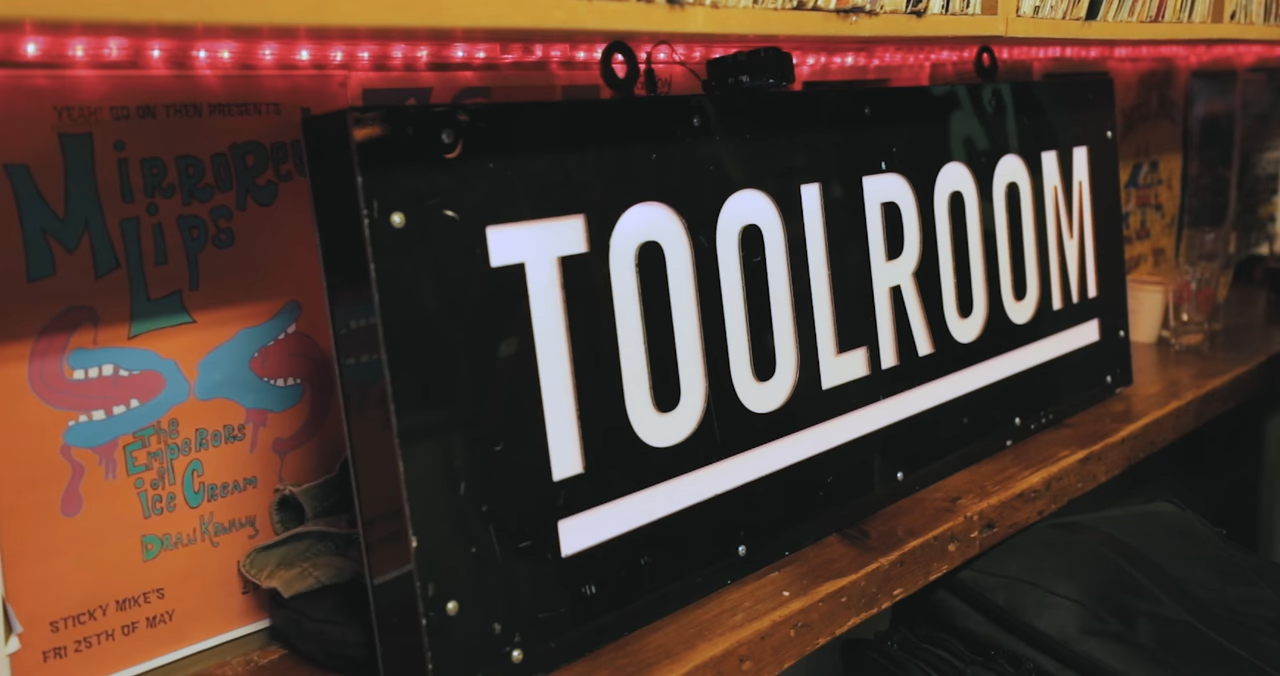 YEAH! GO ON THEN PRESENTS
MIRRORED
LIPS
The
EMPERORS
of
ICE CREAM
STICKY MIKE'S
FRI 25TH OF MAY
TOOLROOM